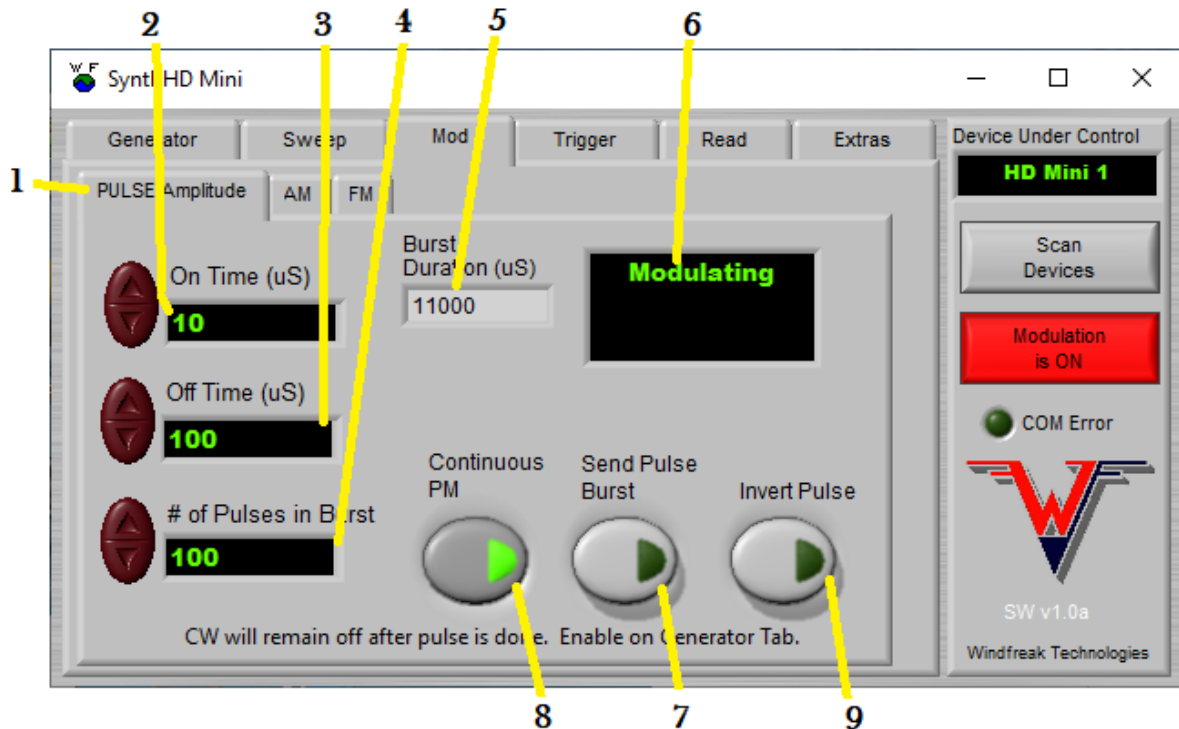 2 3 4 5 6
W F
SynthHD Mini
Generator Sweep Mod Trigger Read Extras
1
PULSE Amplitude AM FM
On Time (uS)
10
Off Time (uS)
100
# of Pulses in Burst
100
Burst
Duration (uS)
11000
Modulating
Continuous
PM
Send Pulse
Burst
Invert Pulse
CW will remain off after pulse is done. Enable on Generator Tab.
Device Under Control
HD Mini 1
Scan
Devices
Modulation
is ON
COM Error
SW v1.0a
Windfreak Technologies
8 7 9